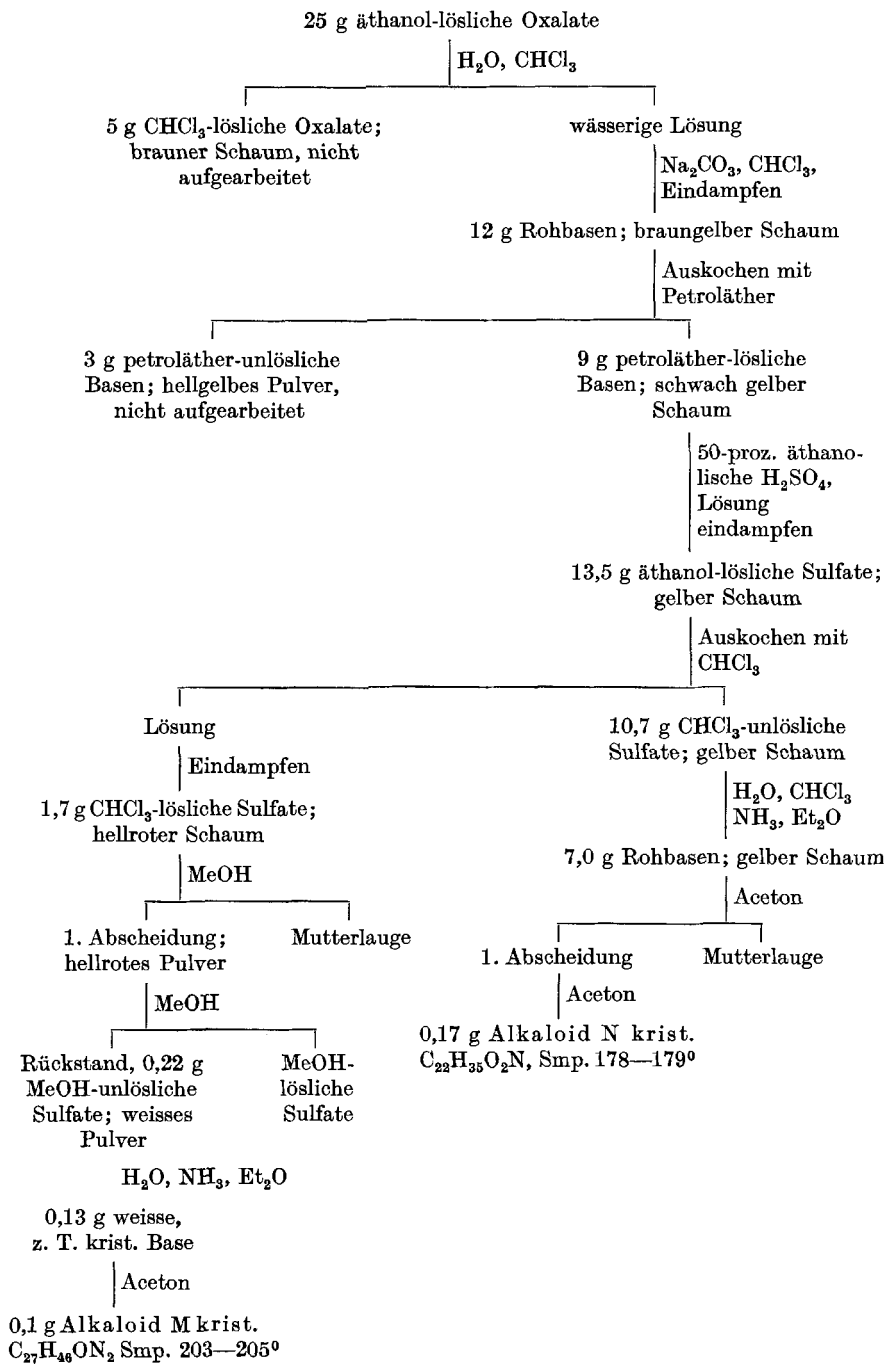 25 g äthanol-lösliche Oxalate
H₂O, CHCl₃
5 g CHCl₃-lösliche Oxalate;
brauner Schaum, nicht
aufgearbeitet
wässerige Lösung
Na₂CO₃, CHCl₃,
Eindampfen
12 g Rohbasen; braungelber Schaum
Auskochen mit
Petroläther
3 g petroläther-unlösliche
Basen; hellgelbes Pulver,
nicht aufgearbeitet
9 g petroläther-lösliche
Basen; schwach gelber
Schaum
50-proz. äthano-
lische H₂SO₄,
Lösung
eindampfen
13,5 g äthanol-lösliche Sulfate;
gelber Schaum
Auskochen mit
CHCl₃
Lösung
Eindampfen
1,7 g CHCl₃-lösliche Sulfate;
hellroter Schaum
MeOH
1. Abscheidung;
hellrotes Pulver
Mutterlauge
MeOH
Rückstand, 0,22 g
MeOH-unlösliche
Sulfate; weisses
Pulver
MeOH-
lösliche
Sulfate
H₂O, NH₃, Et₂O
0,13 g weisse,
z. T. krist. Base
Aceton
0,1 g Alkaloid M krist.
C₂₇H₄₆ON₂ Smp. 203—205⁰
10,7 g CHCl₃-unlösliche
Sulfate; gelber Schaum
H₂O, CHCl₃
NH₃, Et₂O
7,0 g Rohbasen; gelber Schaum
Aceton
1. Abscheidung
Mutterlauge
Aceton
0,17 g Alkaloid N krist.
C₂₂H₃₅O₂N, Smp. 178—179⁰